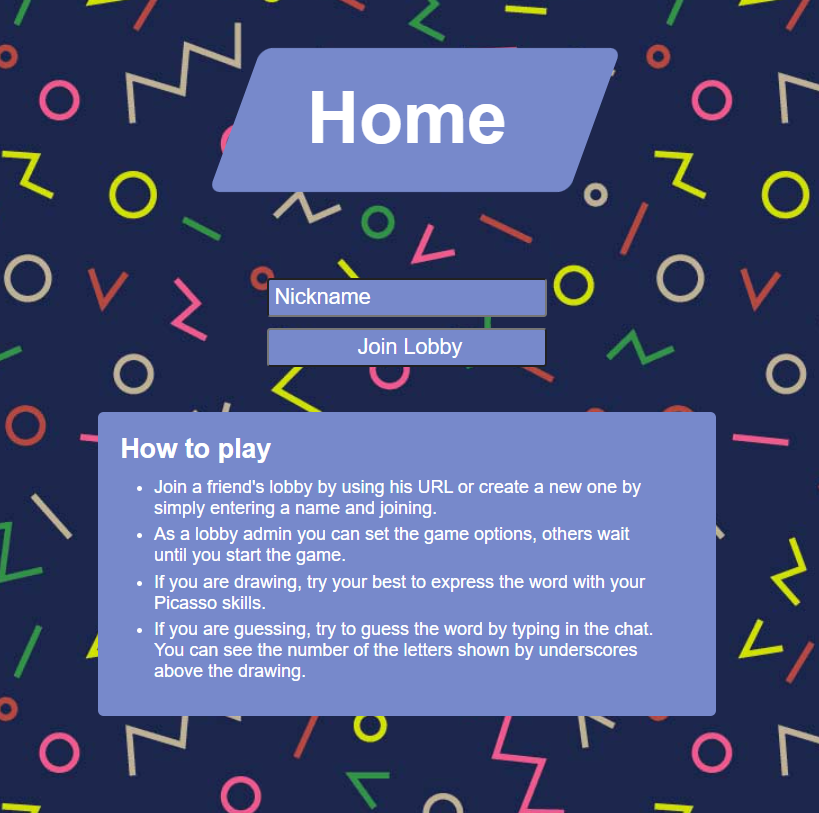 Home
Nickname
Join Lobby
How to play
• Join a friend's lobby by using his URL or create a new one by
simply entering a name and joining.
• As a lobby admin you can set the game options, others wait
until you start the game.
• If you are drawing, try your best to express the word with your
Picasso skills.
• If you are guessing, try to guess the word by typing in the chat.
You can see the number of the letters shown by underscores
above the drawing.